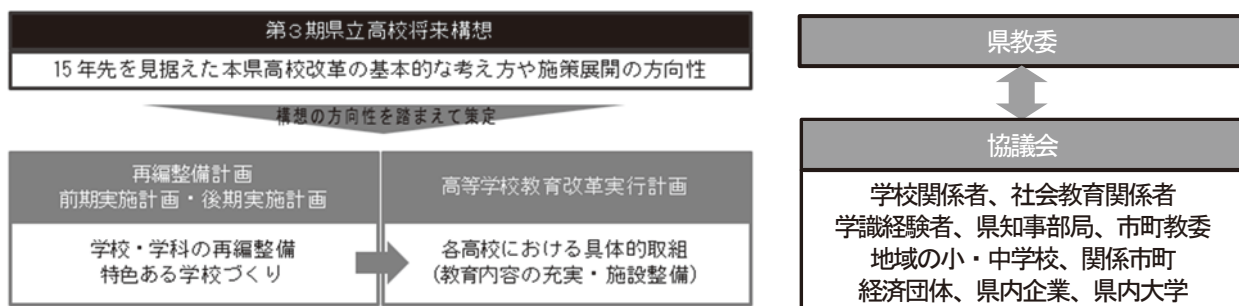 第3期県立高校将来構想
15年先を見据えた本県高校改革の基本的な考え方や施策展開の方向性
構想の方向性を踏まえて策定
再編整備計画
前期実施計画・後期実施計画
学校・学科の再編整備
特色ある学校づくり
高等学校教育改革実行計画
各高校における具体的取組
(教育内容の充実・施設整備)
県教委
協議会
学校関係者、社会教育関係者
学識経験者、県知事部局、市町教委
地域の小・中学校、関係市町
経済団体、県内企業、県内大学